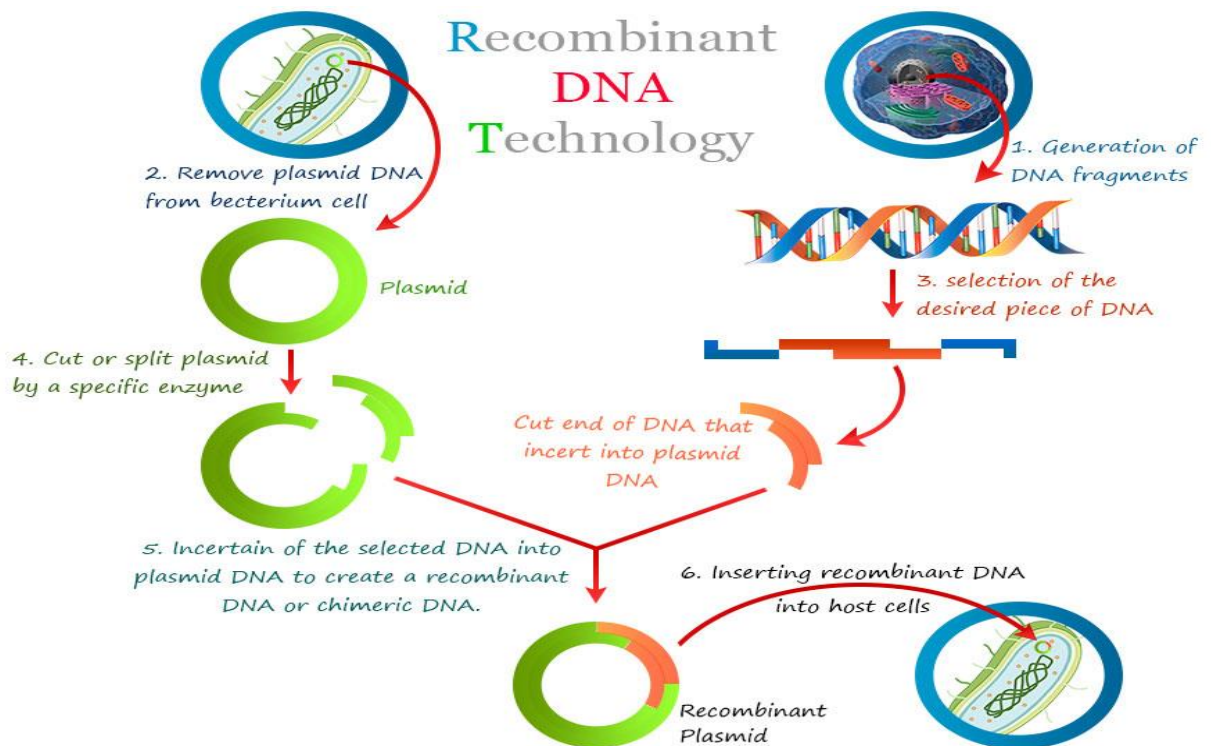 Recombinant
DNA
Technology
1. Generation of
DNA fragments
2. Remove plasmid DNA
from becterium cell
Plasmid
3. selection of the
desired piece of DNA
4. Cut or split plasmid
by a specific enzyme
Cut end of DNA that
incert into plasmid
DNA
5. Incertain of the selected DNA into
plasmid DNA to create a recombinant
DNA or chimeric DNA.
6. Inserting recombinant DNA
into host cells
Recombinant
Plasmid